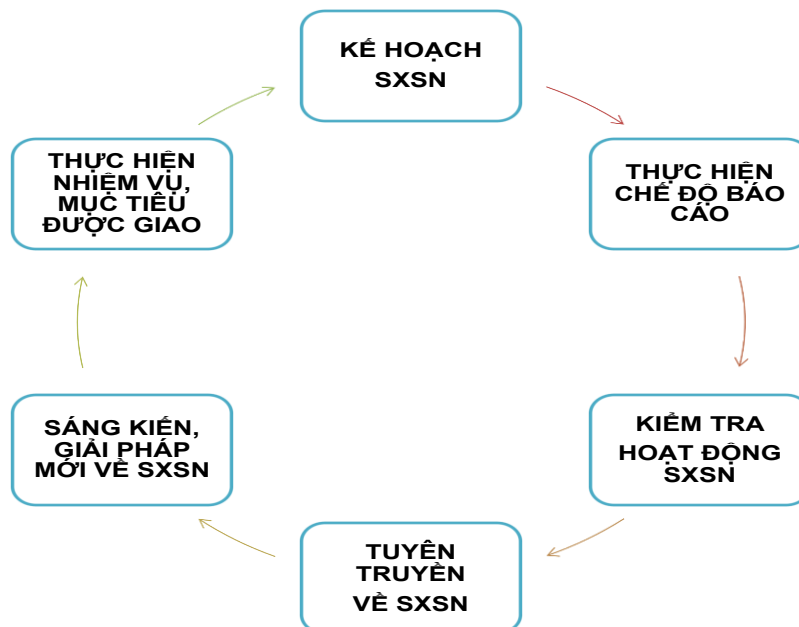 KẾ HOẠCH
SXSN
THỰC HIỆN
CHẾ ĐỘ BÁO
CÁO
KIỂM TRA
HOẠT ĐỘNG
SXSN
TUYÊN
TRUYỀN
VỀ SXSN
SÁNG KIẾN,
GIẢI PHÁP
MỚI VỀ SXSN
THỰC HIỆN
NHIỆM VỤ,
MỤC TIÊU
ĐƯỢC GIAO